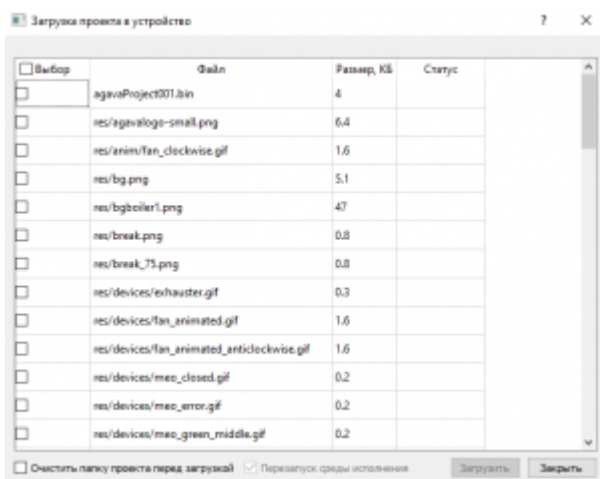 Загрузка проекта в устройство ?
Выбор Файл Размер, КБ Статус
agavaProject001.bin 4
res/agavalogo-small.png 6.4
res/anim/fan_clockwise.gif 1.6
res/bg.png 5.1
res/bgboiler1.png 47
res/break.png 0.8
res/break_75.png 0.8
res/devices/exhauster.gif 0.3
res/devices/fan_animated.gif 1.6
res/devices/fan_animated_anticlockwise.gif 1.6
res/devices/meo_closed.gif 0.2
res/devices/meo_error.gif 0.2
res/devices/meo_green_middle.gif 0.2
Очистить папку проекта перед загрузкой Перезапуск среды исполнения Загрузить Закрыть